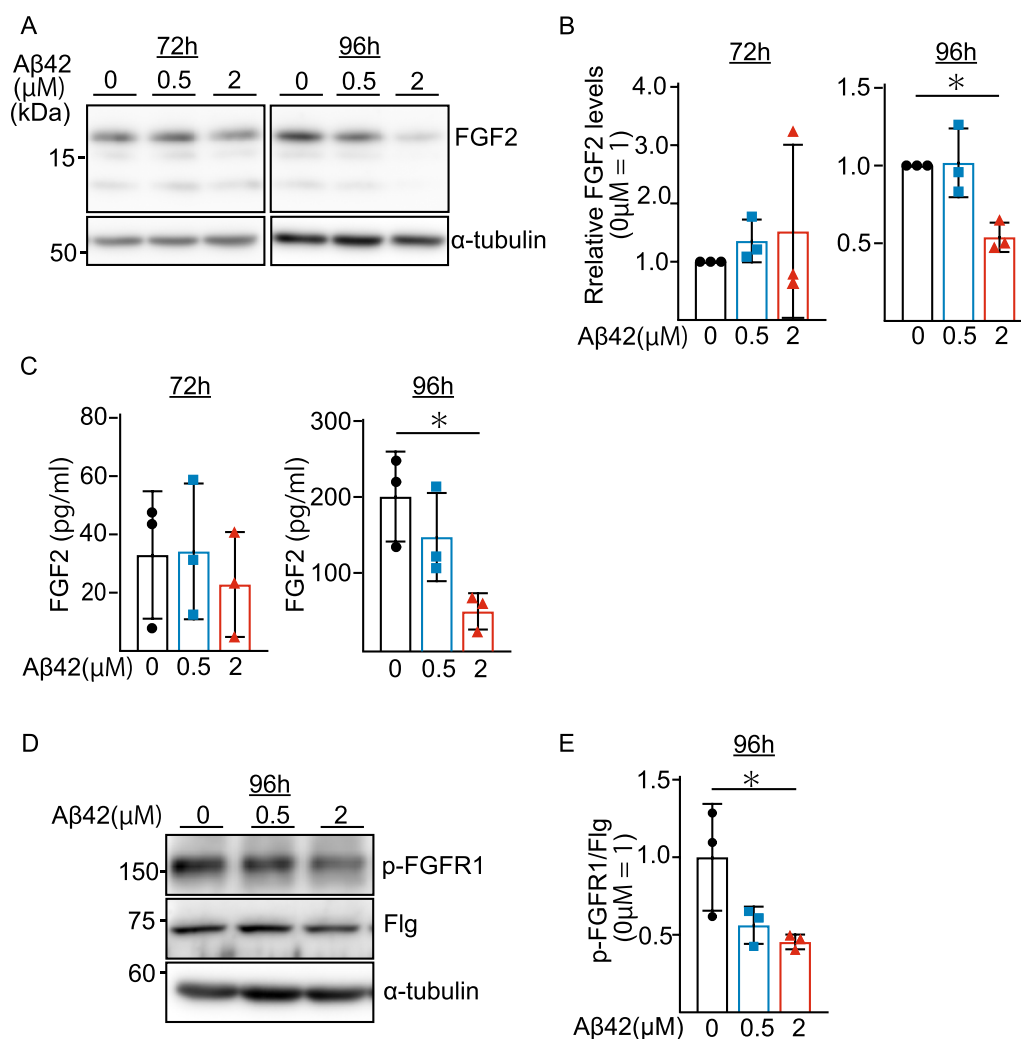 A
72h
96h
Aβ42
(μM)
0
0.5
2
0
0.5
2
(kDa)
FGF2
15
α-tubulin
50
B
72h
96h
Rrelative FGF2 levels
(0μM = 1)
4.0
3.0
2.0
1.0
1.5
1.0
0.5
*
Aβ42(μM)
0
0.5
2
0
0.5
2
C
72h
96h
FGF2 (pg/ml)
80
60
40
20
FGF2 (pg/ml)
300
200
100
*
Aβ42(μM)
0
0.5
2
0
0.5
2
D
96h
Aβ42(μM)
0
0.5
2
150
p-FGFR1
75
Flg
60
α-tubulin
E
96h
p-FGFR1/Flg
(0μM = 1)
1.5
1.0
0.5
*
Aβ42(μM)
0
0.5
2